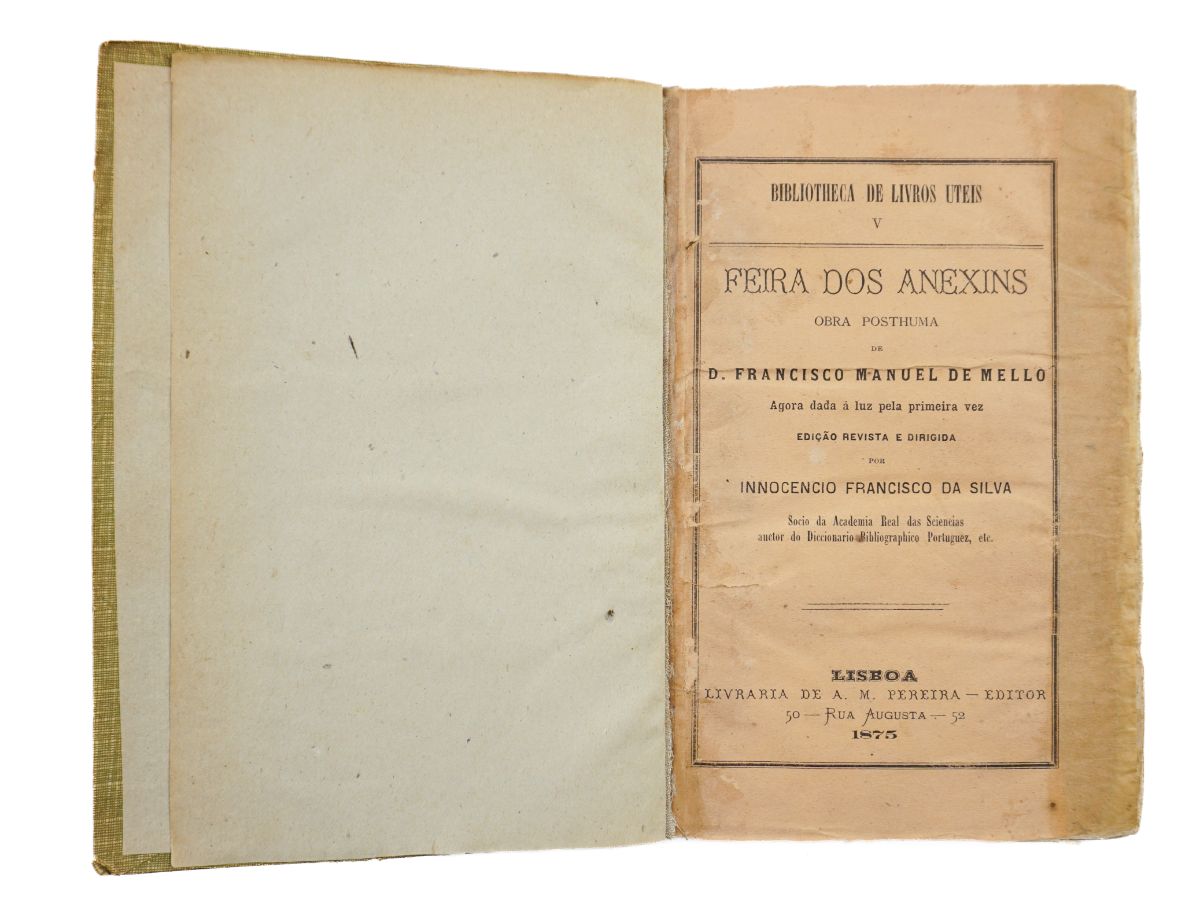 BIBLIOTHECA DE LIVROS UTEIS
V
FEIRA DOS ANEXINS
OBRA POSTHUMA
DE
D. FRANCISCO MANUEL DE MELLO
Agora dada á luz pela primeira vez
EDIÇÃO REVISTA E DIRIGIDA
POR
INNOCENCIO FRANCISCO DA SILVA
Socio da Academia Real das Sciencias
auctor do Diccionario Bibliographico Portuguez, etc.
LISBOA
LIVRARIA DE A. M. PEREIRA — EDITOR
50 — RUA AUGUSTA — 52
1875